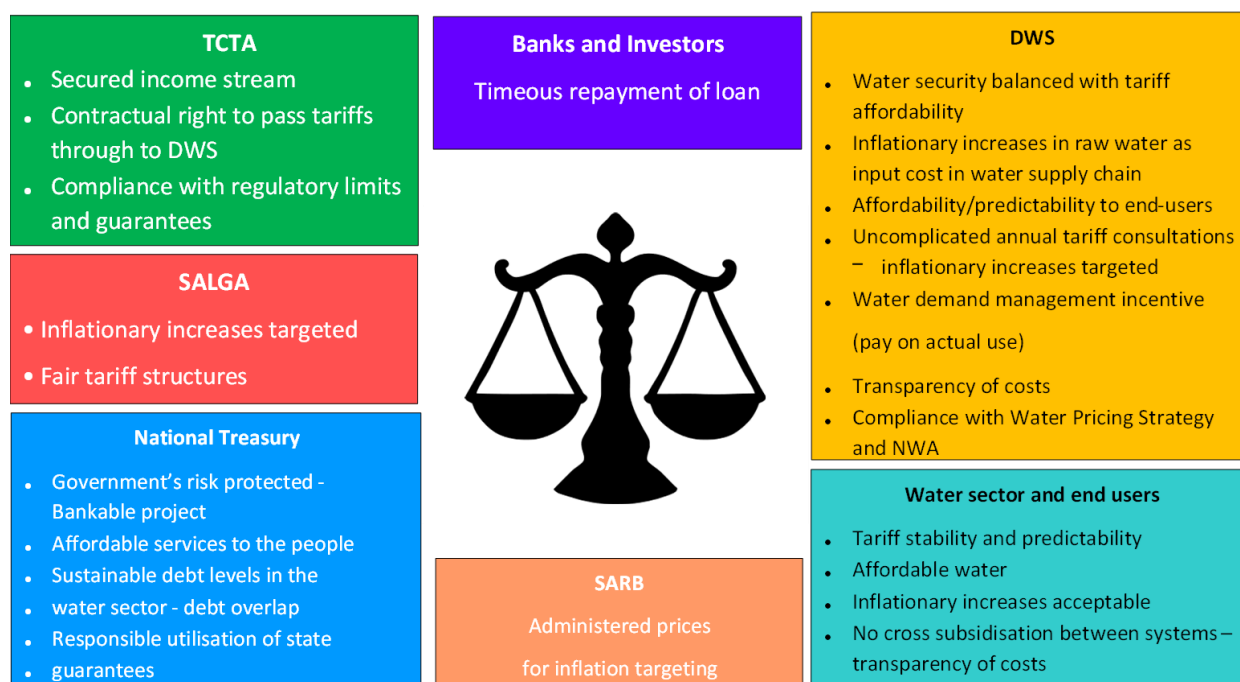 TCTA
• Secured income stream
• Contractual right to pass tariffs
through to DWS
• Compliance with regulatory limits
and guarantees
SALGA
• Inflationary increases targeted
• Fair tariff structures
National Treasury
• Government’s risk protected -
Bankable project
• Affordable services to the people
• Sustainable debt levels in the
• water sector - debt overlap
• Responsible utilisation of state
• guarantees
Banks and Investors
Timeous repayment of loan
SARB
Administered prices
for inflation targeting
DWS
• Water security balanced with tariff
affordability
• Inflationary increases in raw water as
input cost in water supply chain
• Affordability/predictability to end-users
• Uncomplicated annual tariff consultations
– inflationary increases targeted
• Water demand management incentive
(pay on actual use)
• Transparency of costs
• Compliance with Water Pricing Strategy
and NWA
Water sector and end users
• Tariff stability and predictability
• Affordable water
• Inflationary increases acceptable
• No cross subsidisation between systems –
transparency of costs